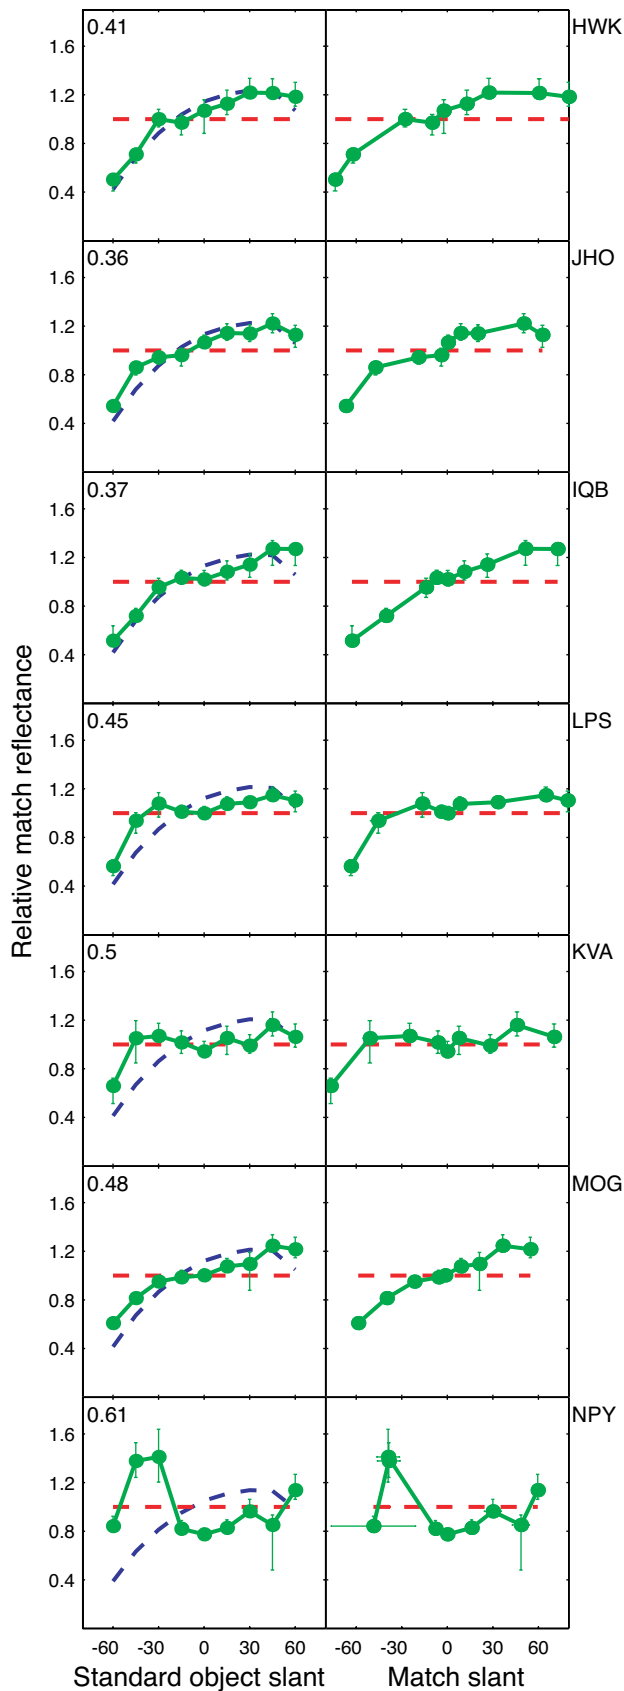 0.41 HWK
1.6
1.2
0.8
0.4
0.36 JHO
1.6
1.2
0.8
0.4
0.37 IQB
1.6
1.2
0.8
0.4
0.45 LPS
1.6
1.2
0.8
0.4
0.5 KVA
1.6
1.2
0.8
0.4
0.48 MOG
1.6
1.2
0.8
0.4
0.61 NPY
1.6
1.2
0.8
0.4
Relative match reflectance
-60 -30 0 30 60 -60 -30 0 30 60
Standard object slant Match slant